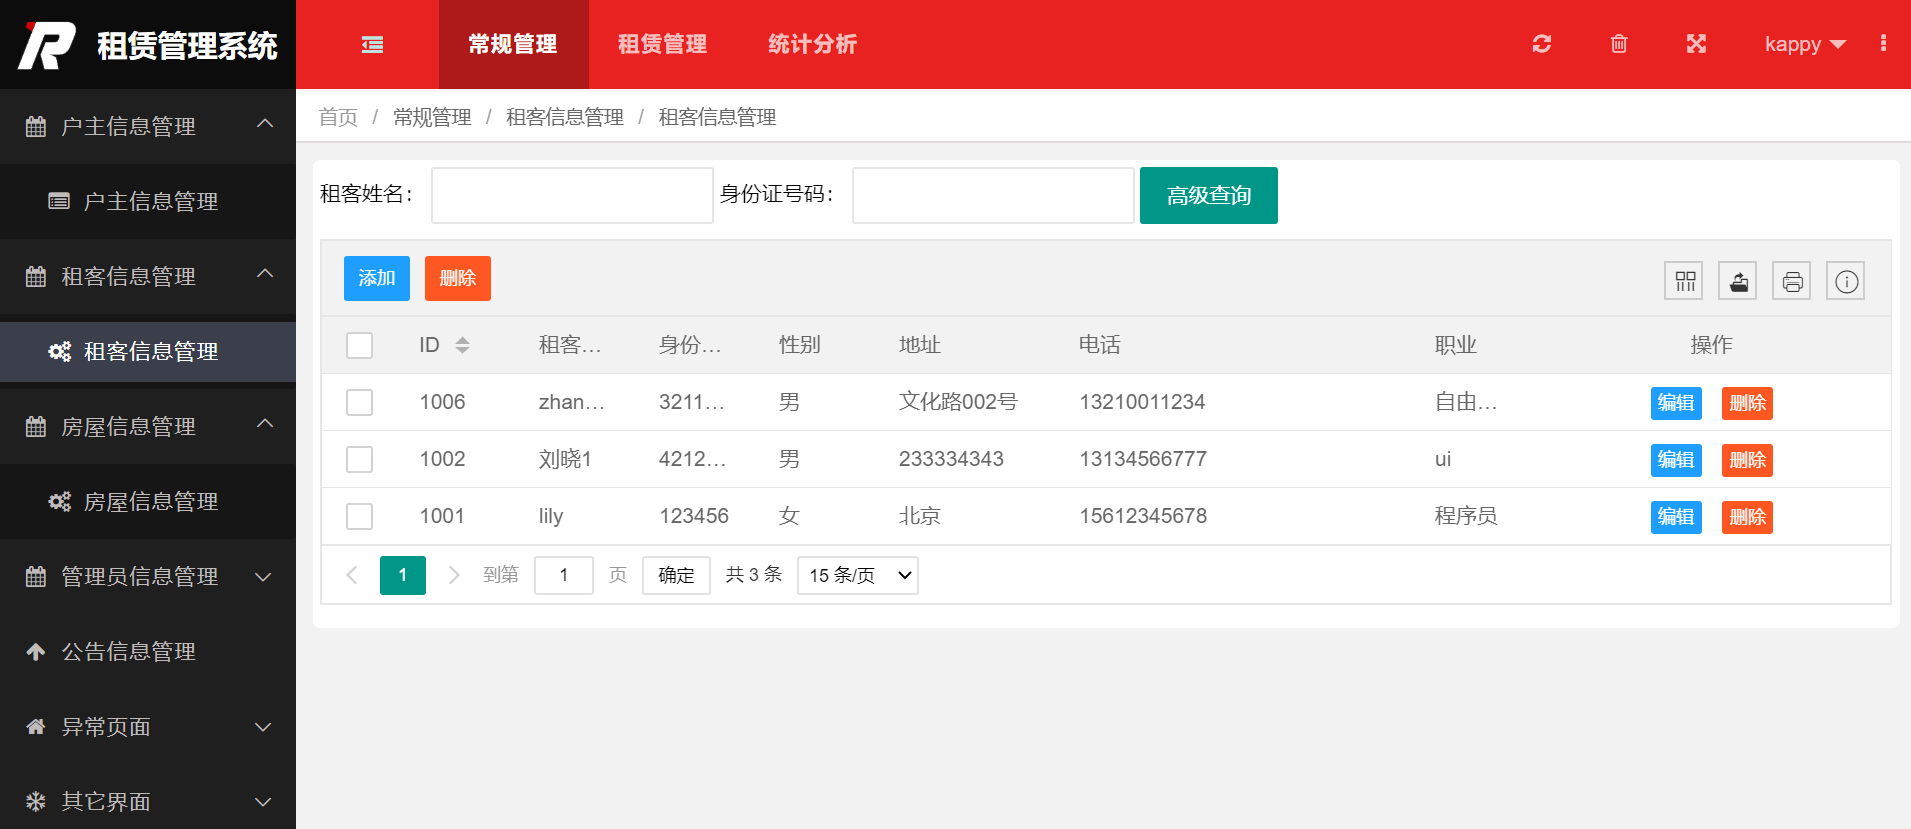 租赁管理系统
常规管理 租赁管理 统计分析 kappy
首页 / 常规管理 / 租客信息管理 / 租客信息管理
户主信息管理
户主信息管理
租客信息管理
租客信息管理
房屋信息管理
房屋信息管理
管理员信息管理
公告信息管理
异常页面
其它界面
租客姓名： 身份证号码： 高级查询
添加 删除
ID 租客... 身份... 性别 地址 电话 职业 操作
1006 zhan... 3211... 男 文化路002号 13210011234 自由... 编辑 删除
1002 刘晓1 4212... 男 233334343 13134566777 ui 编辑 删除
1001 lily 123456 女 北京 15612345678 程序员 编辑 删除
1 到第 1 页 确定 共 3 条 15 条/页